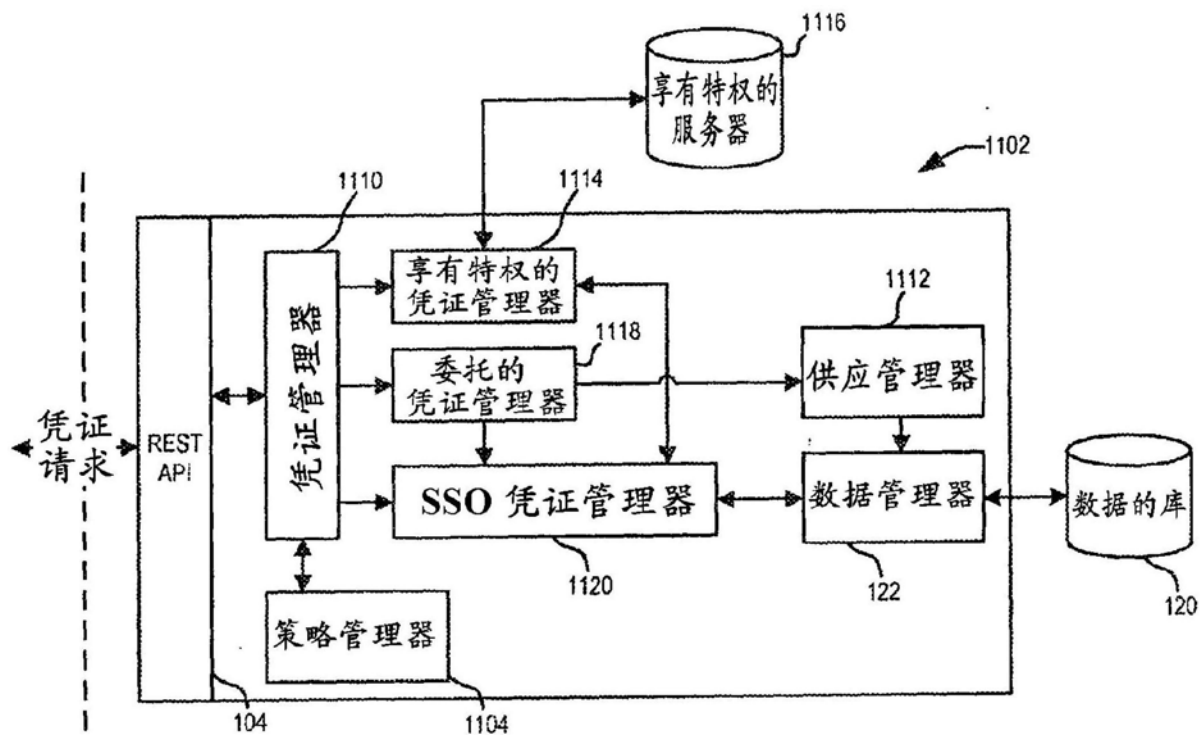 1116
享有特权的
服务器
1102
1110
1114
享有特权的
凭证管理器
1112
1118
委托的
凭证管理器
供应管理器
凭证管理器
凭证
请求
REST
API
SSO 凭证管理器
数据管理器
数据的库
1120
122
120
策略管理器
104
1104